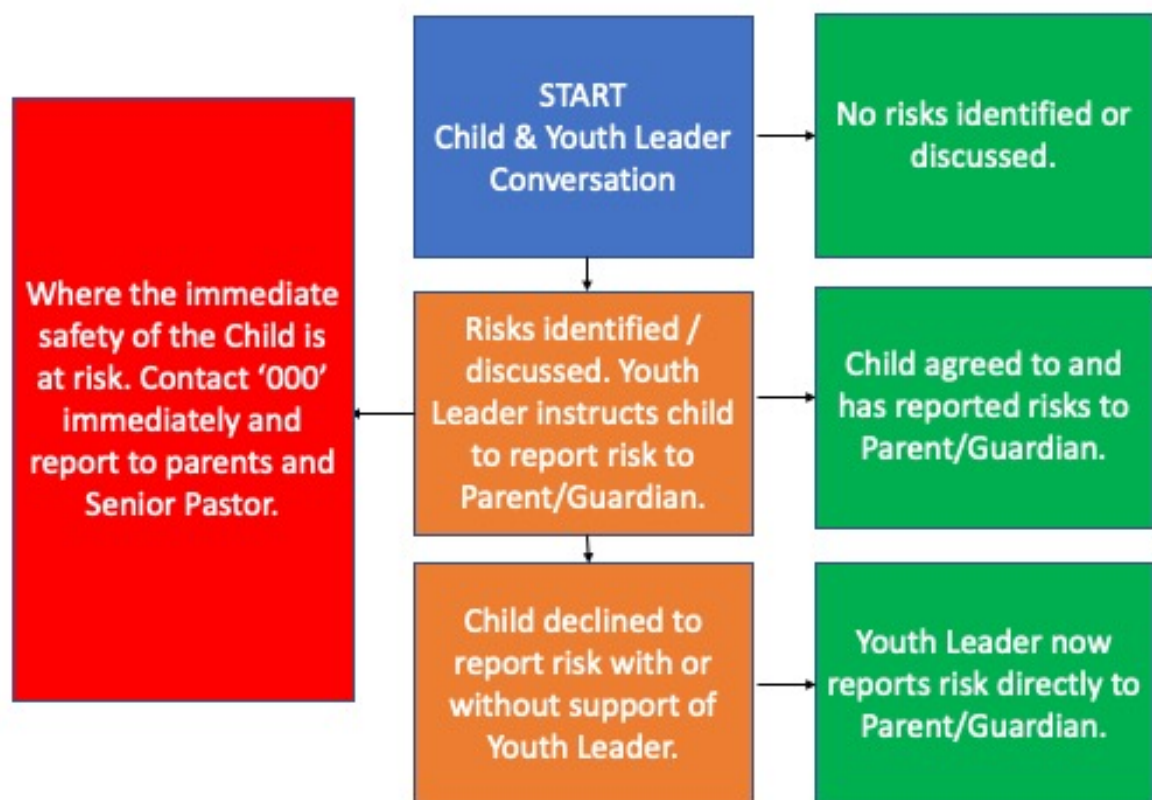 START
Child & Youth Leader
Conversation
No risks identified or
discussed.
Where the immediate
safety of the Child is
at risk. Contact ‘000’
immediately and
report to parents and
Senior Pastor.
Risks identified /
discussed. Youth
Leader instructs child
to report risk to
Parent/Guardian.
Child agreed to and
has reported risks to
Parent/Guardian.
Child declined to
report risk with or
without support of
Youth Leader.
Youth Leader now
reports risk directly to
Parent/Guardian.